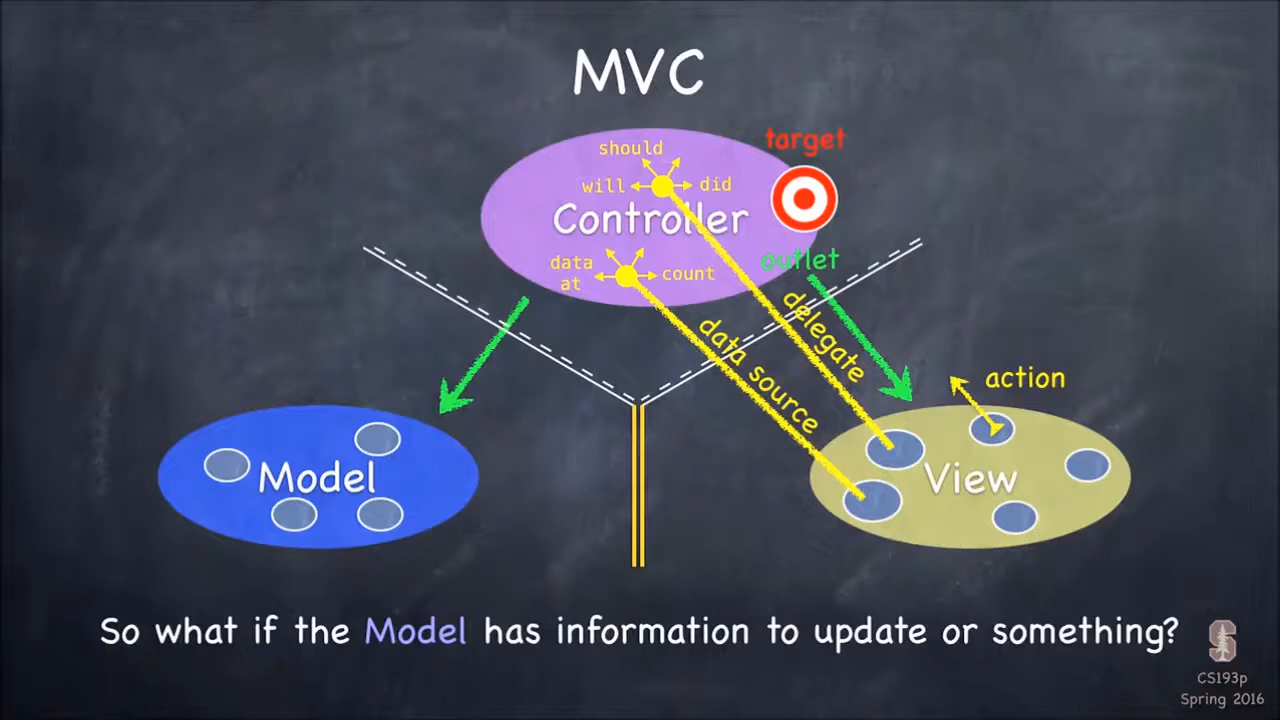 MVC
should
will
did
Controller
target
data
at
count
outlet
delegate
data source
action
Model
View
So what if the Model has information to update or something?
S
CS193p
Spring 2016